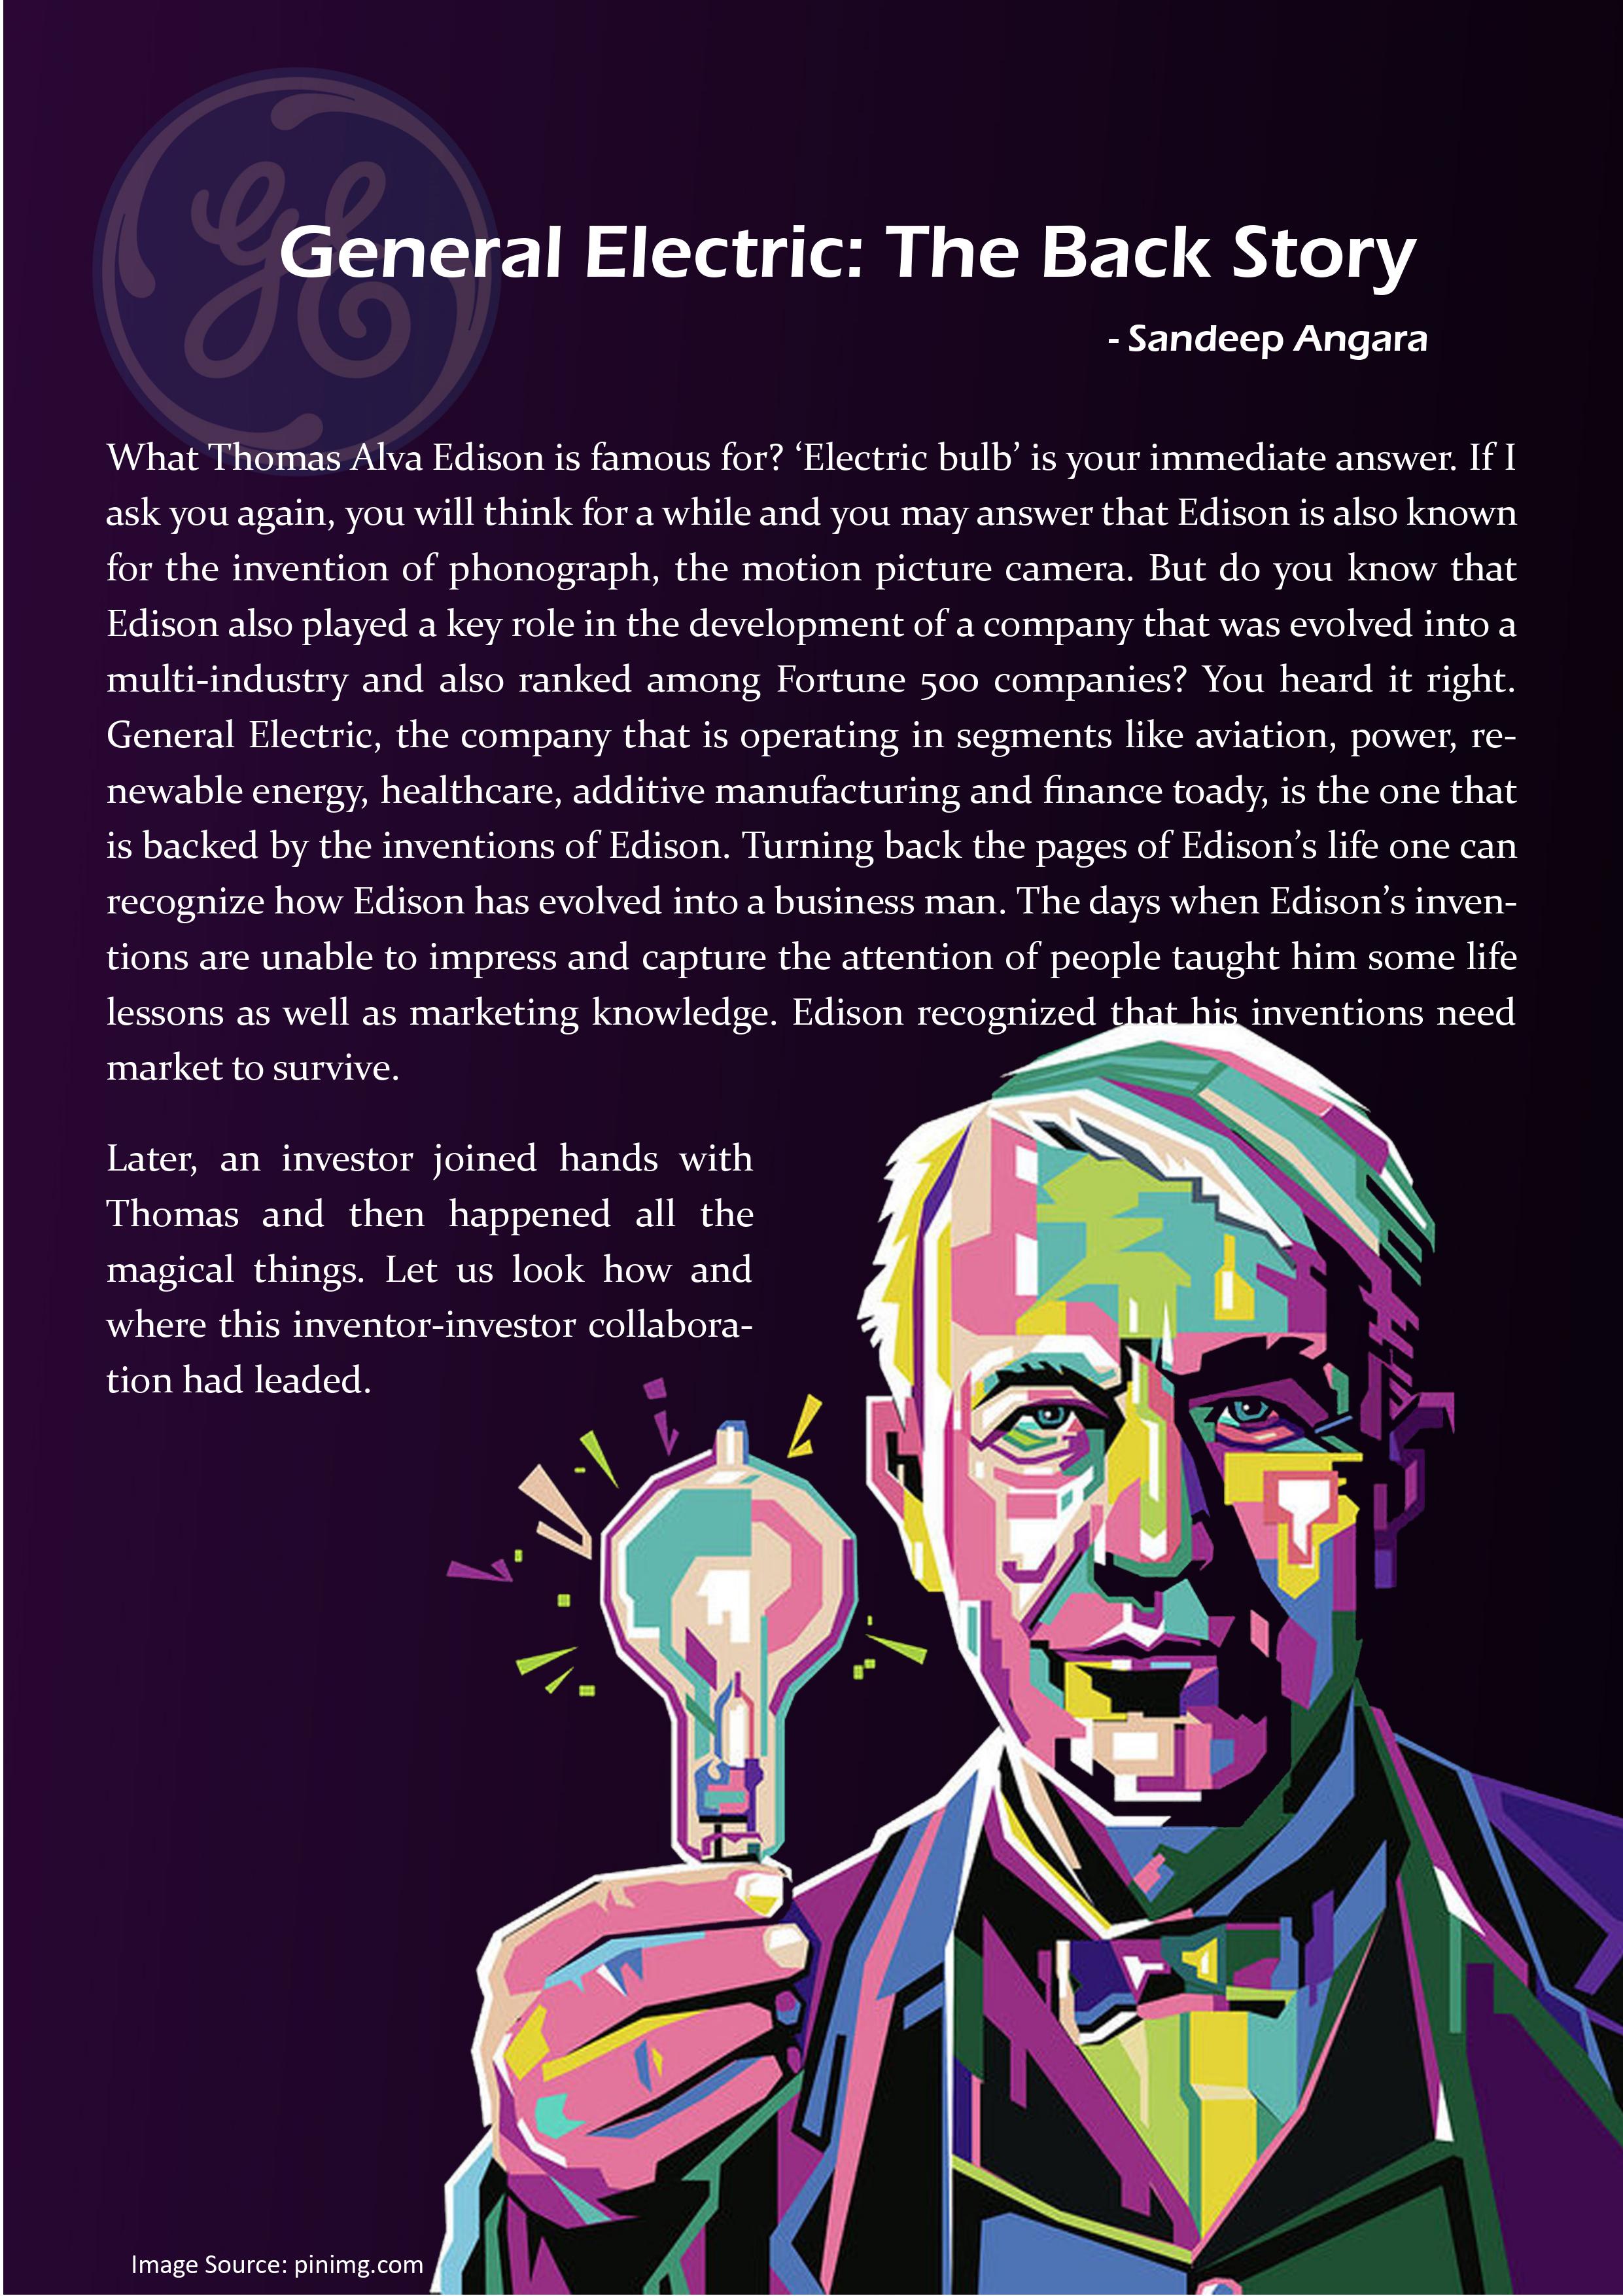 GE
General Electric: The Back Story
- Sandeep Angara
What Thomas Alva Edison is famous for? ‘Electric bulb’ is your immediate answer. If I
ask you again, you will think for a while and you may answer that Edison is also known
for the invention of phonograph, the motion picture camera. But do you know that
Edison also played a key role in the development of a company that was evolved into a
multi-industry and also ranked among Fortune 500 companies? You heard it right.
General Electric, the company that is operating in segments like aviation, power, re-
newable energy, healthcare, additive manufacturing and finance toady, is the one that
is backed by the inventions of Edison. Turning back the pages of Edison’s life one can
recognize how Edison has evolved into a business man. The days when Edison’s inven-
tions are unable to impress and capture the attention of people taught him some life
lessons as well as marketing knowledge. Edison recognized that his inventions need
market to survive.
Later, an investor joined hands with
Thomas and then happened all the
magical things. Let us look how and
where this inventor-investor collabora-
tion had leaded.
Image Source: pinimg.com